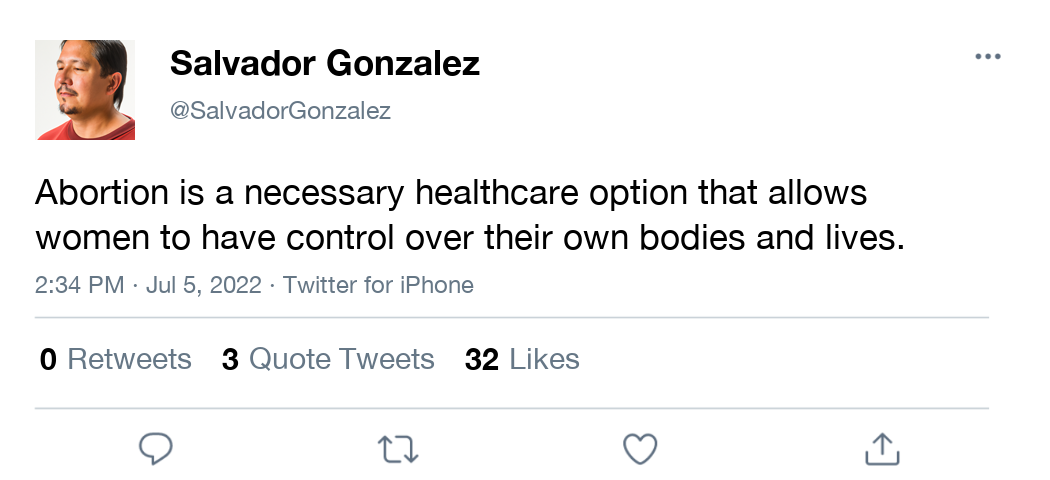 Salvador Gonzalez
@SalvadorGonzalez
Abortion is a necessary healthcare option that allows
women to have control over their own bodies and lives.
2:34 PM · Jul 5, 2022 · Twitter for iPhone
0 Retweets 3 Quote Tweets 32 Likes